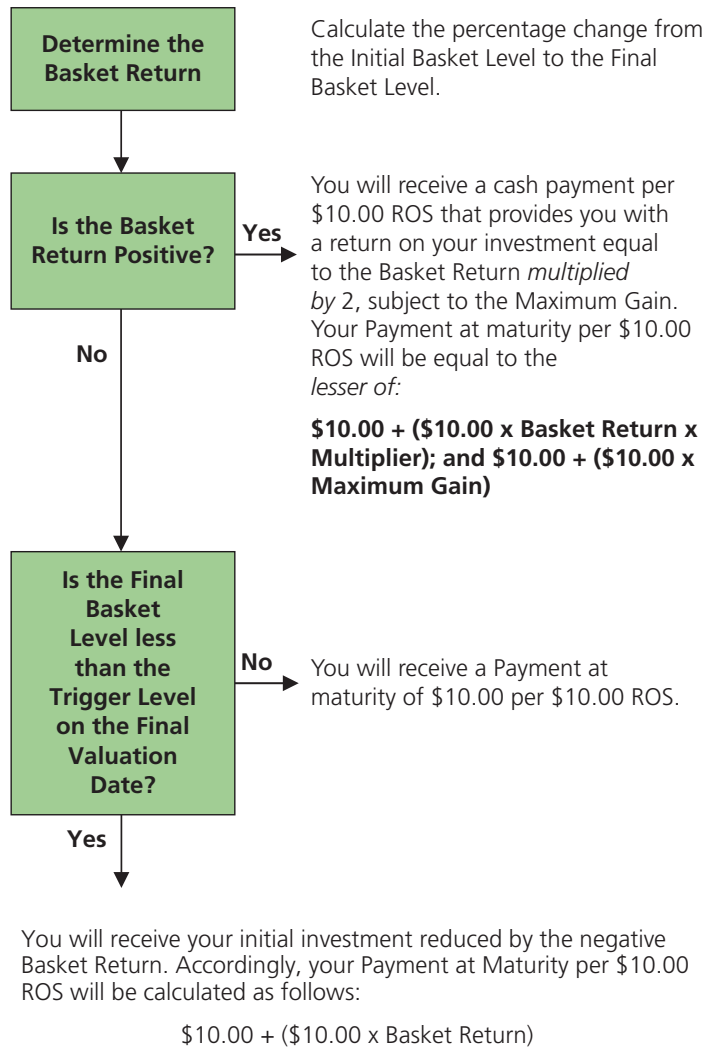 Determine the
Basket Return
Calculate the percentage change from
the Initial Basket Level to the Final
Basket Level.
Is the Basket
Return Positive?
Yes
You will receive a cash payment per
$10.00 ROS that provides you with
a return on your investment equal
to the Basket Return multiplied
by 2, subject to the Maximum Gain.
Your Payment at maturity per $10.00
ROS will be equal to the
lesser of:
$10.00 + ($10.00 x Basket Return x
Multiplier); and $10.00 + ($10.00 x
Maximum Gain)
No
Is the Final
Basket
Level less
than the
Trigger Level
on the Final
Valuation
Date?
No
You will receive a Payment at
maturity of $10.00 per $10.00 ROS.
Yes
You will receive your initial investment reduced by the negative
Basket Return. Accordingly, your Payment at Maturity per $10.00
ROS will be calculated as follows:
$10.00 + ($10.00 x Basket Return)